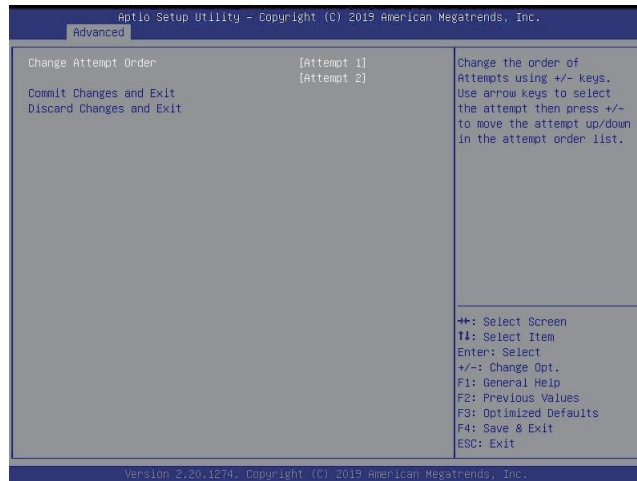 Aptio Setup Utility – Copyright (C) 2019 American Megatrends, Inc.
Advanced
Change Attempt Order [Attempt 1]
[Attempt 2]
Commit Changes and Exit
Discard Changes and Exit
Change the order of
Attempts using +/- keys.
Use arrow keys to select
the attempt then press +/-
to move the attempt up/down
in the attempt order list.
→←: Select Screen
↑↓: Select Item
Enter: Select
+/-: Change Opt.
F1: General Help
F2: Previous Values
F3: Optimized Defaults
F4: Save & Exit
ESC: Exit
Version 2.20.1274. Copyright (C) 2019 American Megatrends, Inc.